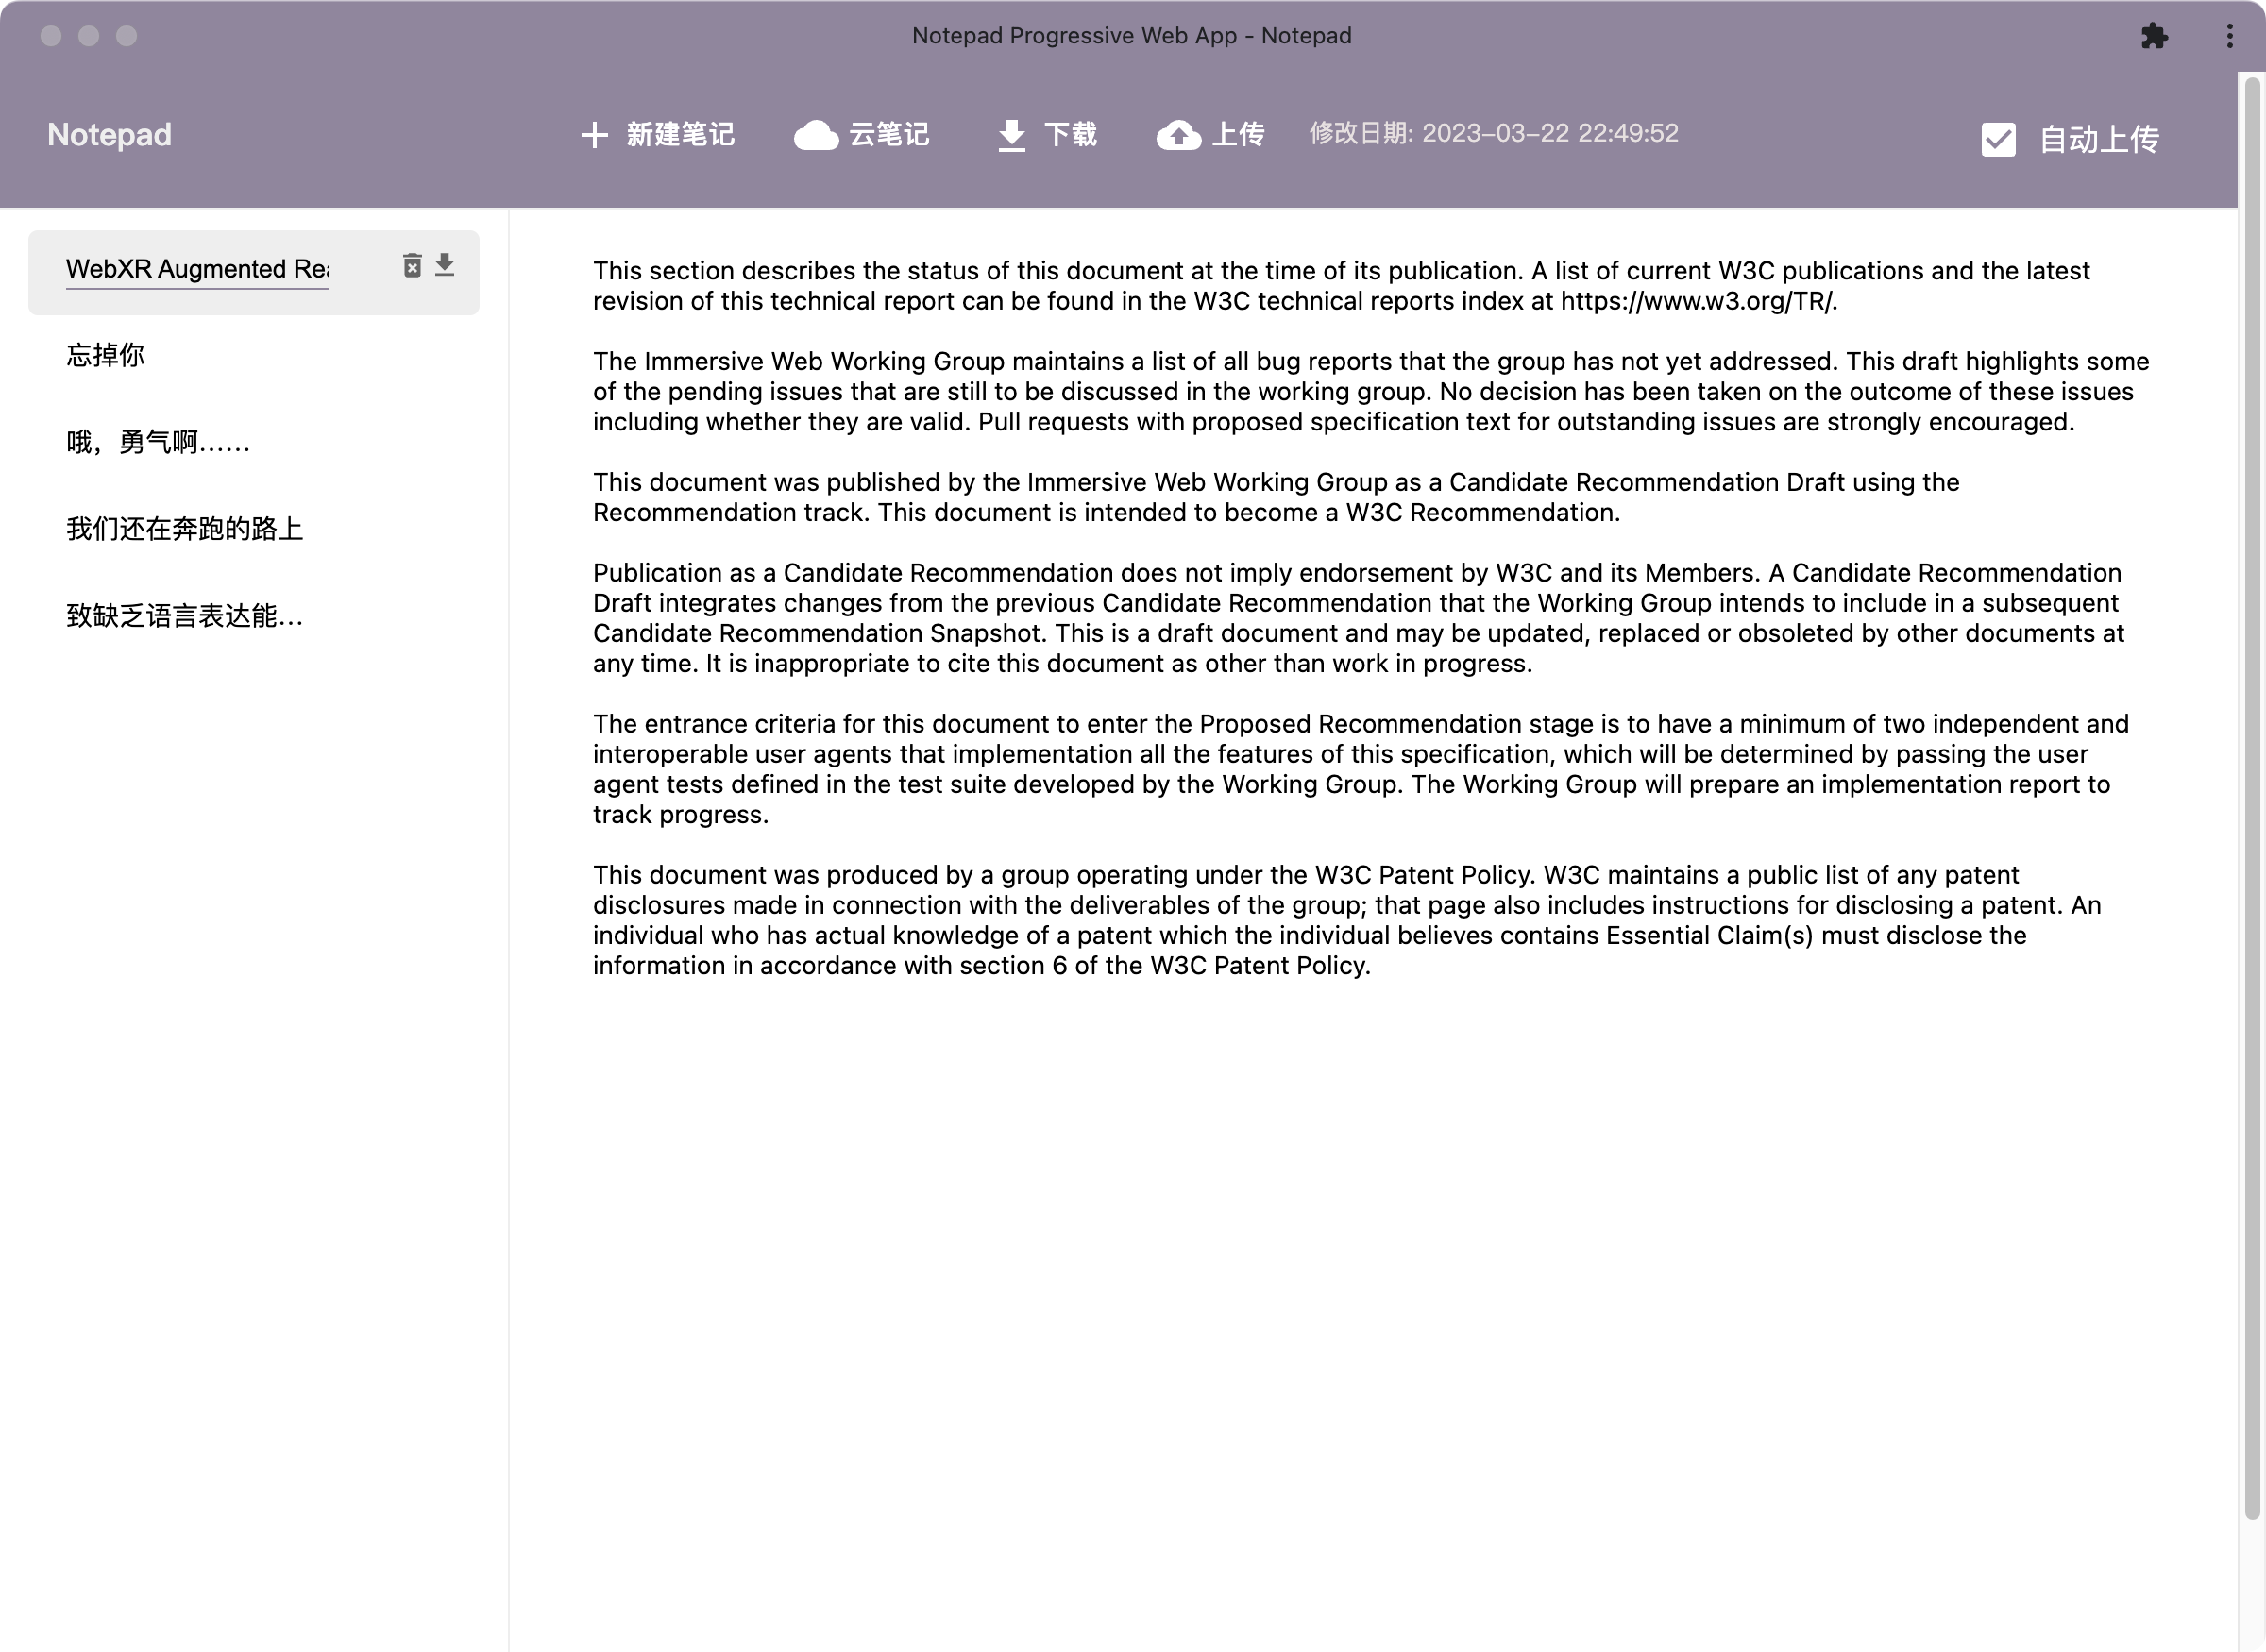 Notepad Progressive Web App - Notepad
Notepad
新建笔记
云笔记
下载
上传
修改日期: 2023-03-22 22:49:52
自动上传
WebXR Augmented Rea
忘掉你
哦，勇气啊……
我们还在奔跑的路上
致缺乏语言表达能...
This section describes the status of this document at the time of its publication. A list of current W3C publications and the latest
revision of this technical report can be found in the W3C technical reports index at https://www.w3.org/TR/.
The Immersive Web Working Group maintains a list of all bug reports that the group has not yet addressed. This draft highlights some
of the pending issues that are still to be discussed in the working group. No decision has been taken on the outcome of these issues
including whether they are valid. Pull requests with proposed specification text for outstanding issues are strongly encouraged.
This document was published by the Immersive Web Working Group as a Candidate Recommendation Draft using the
Recommendation track. This document is intended to become a W3C Recommendation.
Publication as a Candidate Recommendation does not imply endorsement by W3C and its Members. A Candidate Recommendation
Draft integrates changes from the previous Candidate Recommendation that the Working Group intends to include in a subsequent
Candidate Recommendation Snapshot. This is a draft document and may be updated, replaced or obsoleted by other documents at
any time. It is inappropriate to cite this document as other than work in progress.
The entrance criteria for this document to enter the Proposed Recommendation stage is to have a minimum of two independent and
interoperable user agents that implementation all the features of this specification, which will be determined by passing the user
agent tests defined in the test suite developed by the Working Group. The Working Group will prepare an implementation report to
track progress.
This document was produced by a group operating under the W3C Patent Policy. W3C maintains a public list of any patent
disclosures made in connection with the deliverables of the group; that page also includes instructions for disclosing a patent. An
individual who has actual knowledge of a patent which the individual believes contains Essential Claim(s) must disclose the
information in accordance with section 6 of the W3C Patent Policy.